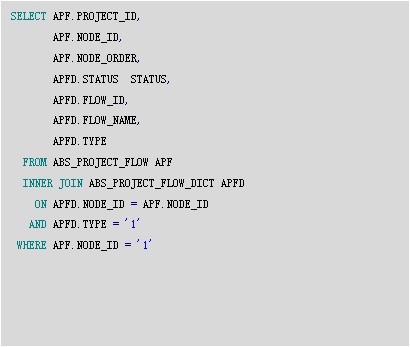 SELECT APF.PROJECT_ID,
APF.NODE_ID,
APF.NODE_ORDER,
APFD.STATUS  STATUS,
APFD.FLOW_ID,
APFD.FLOW_NAME,
APFD.TYPE
FROM ABS_PROJECT_FLOW APF
INNER JOIN ABS_PROJECT_FLOW_DICT APFD
ON APFD.NODE_ID = APF.NODE_ID
AND APFD.TYPE = '1'
WHERE APF.NODE_ID = '1'